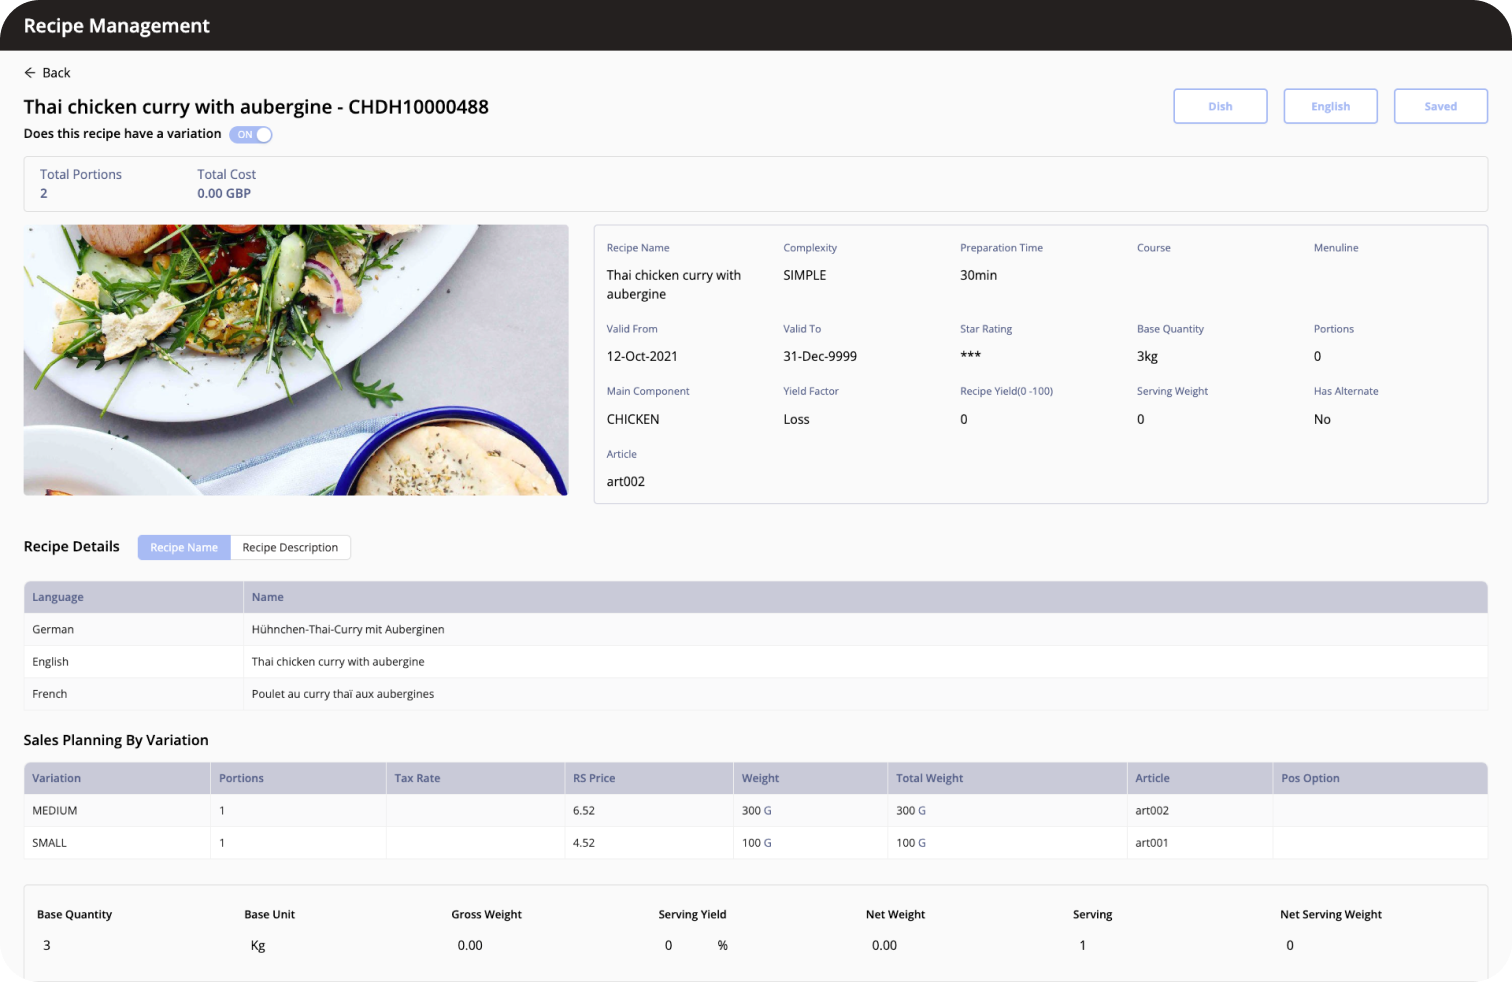 Recipe Management
← Back
Thai chicken curry with aubergine - CHDH10000488
Dish English Saved
Does this recipe have a variation ON
Total Portions Total Cost
2 0.00 GBP
Recipe Name Complexity Preparation Time Course Menuline
Thai chicken curry with SIMPLE 30min
aubergine
Valid From Valid To Star Rating Base Quantity Portions
12-Oct-2021 31-Dec-9999 *** 3kg 0
Main Component Yield Factor Recipe Yield(0 -100) Serving Weight Has Alternate
CHICKEN Loss 0 0 No
Article
art002
Recipe Details Recipe Name Recipe Description
Language Name
German Hühnchen-Thai-Curry mit Auberginen
English Thai chicken curry with aubergine
French Poulet au curry thaï aux aubergines
Sales Planning By Variation
Variation Portions Tax Rate RS Price Weight Total Weight Article Pos Option
MEDIUM 1 6.52 300 G 300 G art002
SMALL 1 4.52 100 G 100 G art001
Base Quantity Base Unit Gross Weight Serving Yield Net Weight Serving Net Serving Weight
3 Kg 0.00 0 % 0.00 1 0